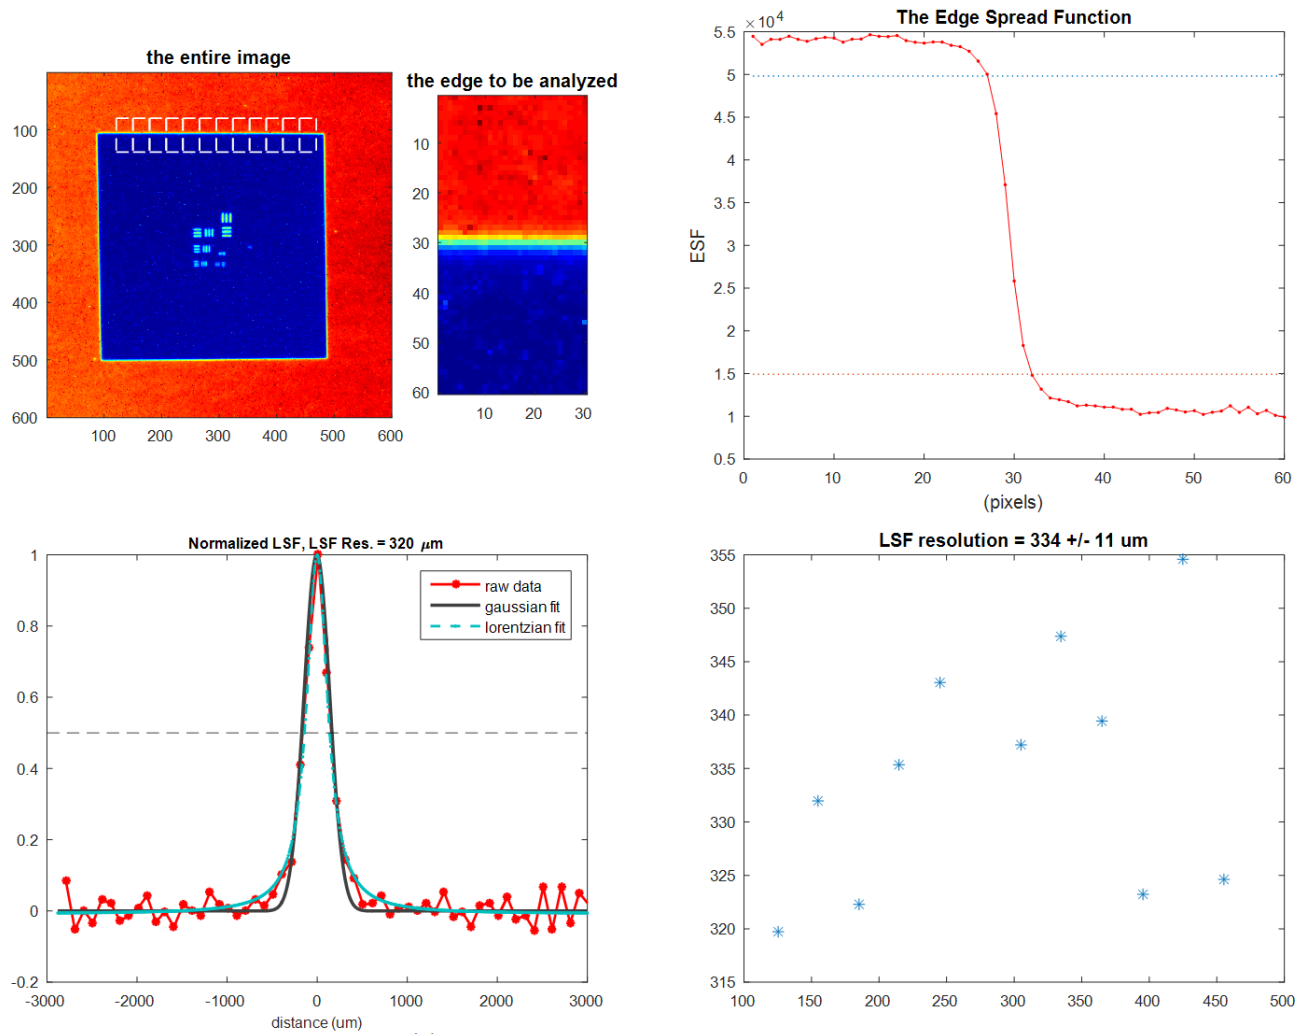 the entire image
100
200
300
400
500
600
100 200 300 400 500 600
the edge to be analyzed
10
20
30
40
50
60
10 20 30
The Edge Spread Function
×10^4
5.5
5
4.5
4
3.5
3
2.5
2
1.5
1
0.5
ESF
0 10 20 30 40 50 60
(pixels)
Normalized LSF, LSF Res. = 320 μm
1
0.8
0.6
0.4
0.2
0
-0.2
raw data
gaussian fit
lorentzian fit
-3000 -2000 -1000 0 1000 2000 3000
distance (um)
LSF resolution = 334 +/- 11 um
355
350
345
340
335
330
325
320
315
100 150 200 250 300 350 400 450 500